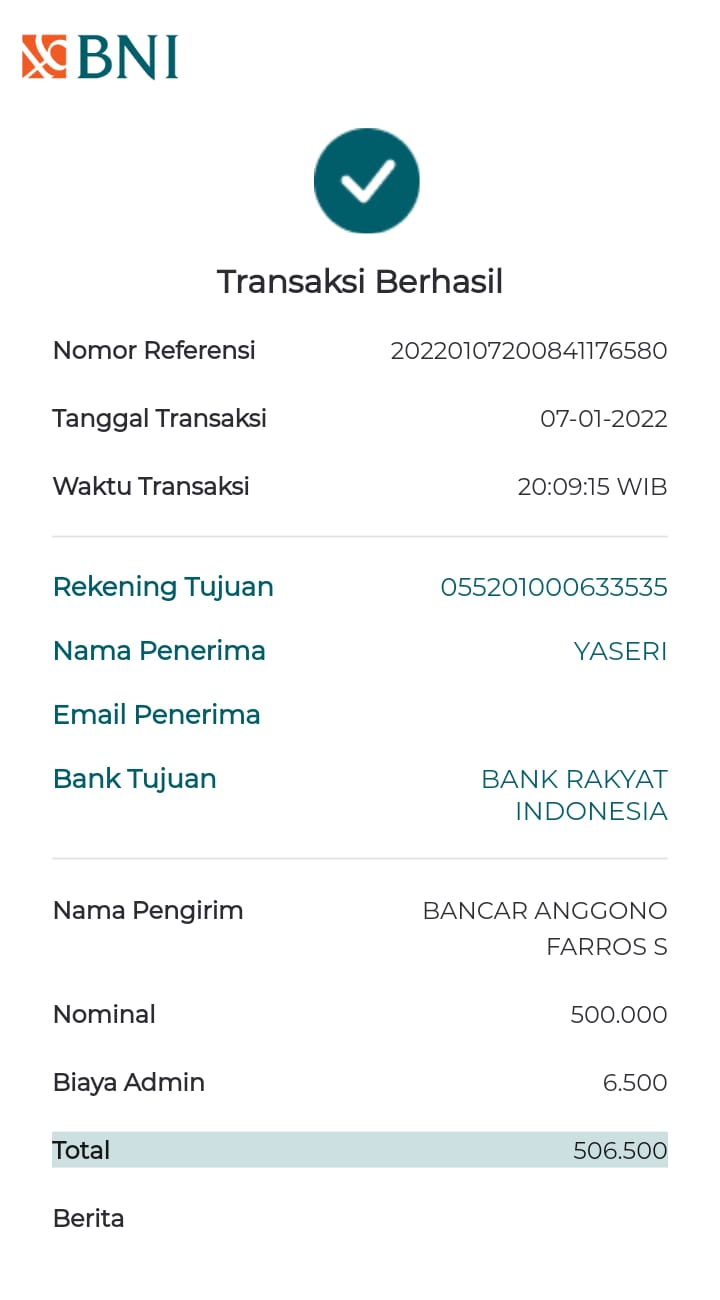 BNI
Transaksi Berhasil
Nomor Referensi 20220107200841176580
Tanggal Transaksi 07-01-2022
Waktu Transaksi 20:09:15 WIB
Rekening Tujuan 055201000633535
Nama Penerima YASERI
Email Penerima
Bank Tujuan BANK RAKYAT
INDONESIA
Nama Pengirim BANCAR ANGGONO
FARROS S
Nominal 500.000
Biaya Admin 6.500
Total 506.500
Berita